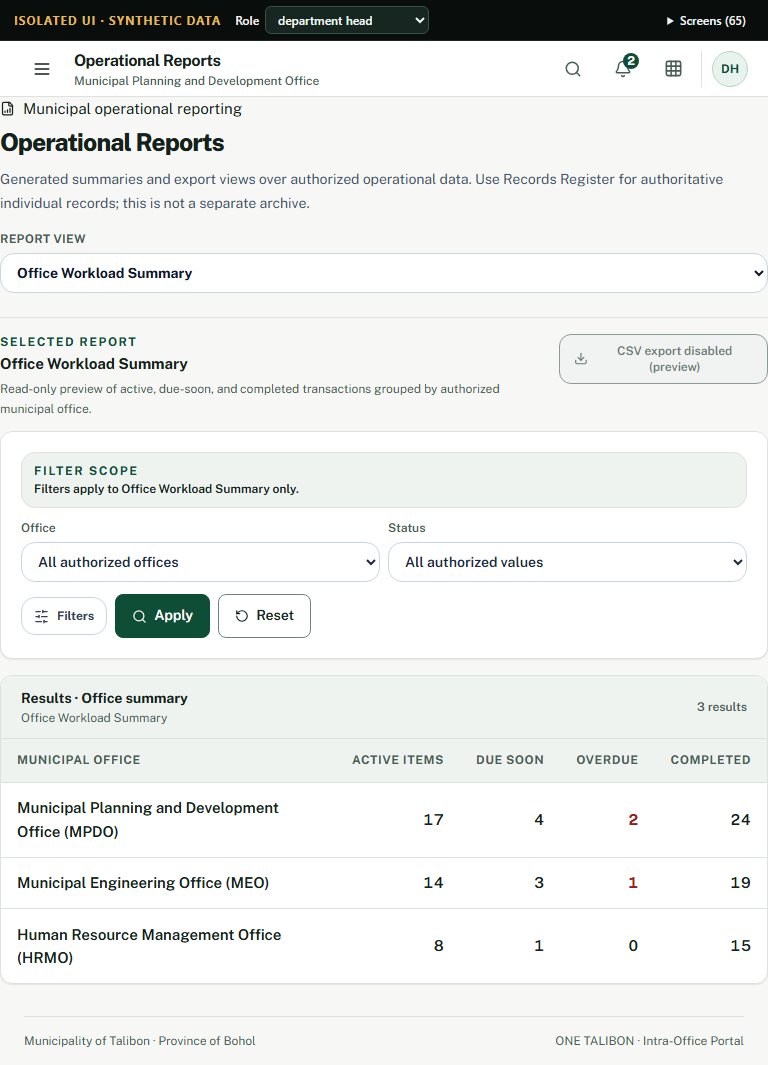 ISOLATED UI · SYNTHETIC DATA Role department head Screens (65)
Operational Reports
Municipal Planning and Development Office
2
DH
Municipal operational reporting
Operational Reports
Generated summaries and export views over authorized operational data. Use Records Register for authoritative
individual records; this is not a separate archive.
REPORT VIEW
Office Workload Summary
SELECTED REPORT
Office Workload Summary
Read-only preview of active, due-soon, and completed transactions grouped by authorized
municipal office.
CSV export disabled
(preview)
FILTER SCOPE
Filters apply to Office Workload Summary only.
Office Status
All authorized offices All authorized values
Filters Apply Reset
Results · Office summary
Office Workload Summary
3 results
MUNICIPAL OFFICE ACTIVE ITEMS DUE SOON OVERDUE COMPLETED
Municipal Planning and Development
Office (MPDO) 17 4 2 24
Municipal Engineering Office (MEO) 14 3 1 19
Human Resource Management Office
(HRMO) 8 1 0 15
Municipality of Talibon · Province of Bohol ONE TALIBON · Intra-Office Portal